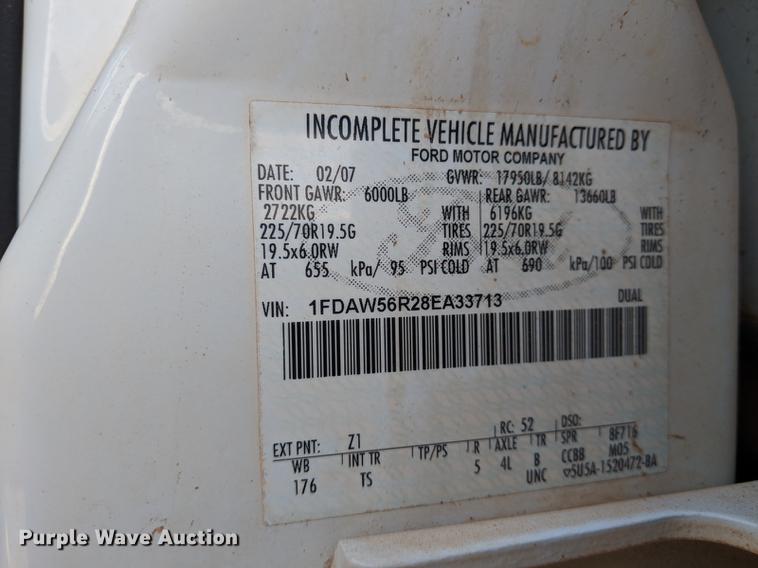 INCOMPLETE VEHICLE MANUFACTURED BY
FORD MOTOR COMPANY
DATE: 02/07 GVWR: 17950LB/ 8142KG
FRONT GAWR: 6000LB REAR GAWR: 13660LB
2722KG WITH 6196KG WITH
225/70R19.5G TIRES 225/70R19.5G TIRES
19.5x6.0RW RIMS 19.5x6.0RW RIMS
AT 655 kPa/ 95 PSI COLD AT 690 kPa/100 PSI COLD
VIN: 1FDAW56R28EA33713 DUAL
EXT PNT: Z1 RC: 52 DSO:
WB INT TR TP/PS R AXLE TR SPR 8F716
176 TS 5 4L B CCBB M05
UNC ▽5U5A-1520472-BA
Purple Wave Auction